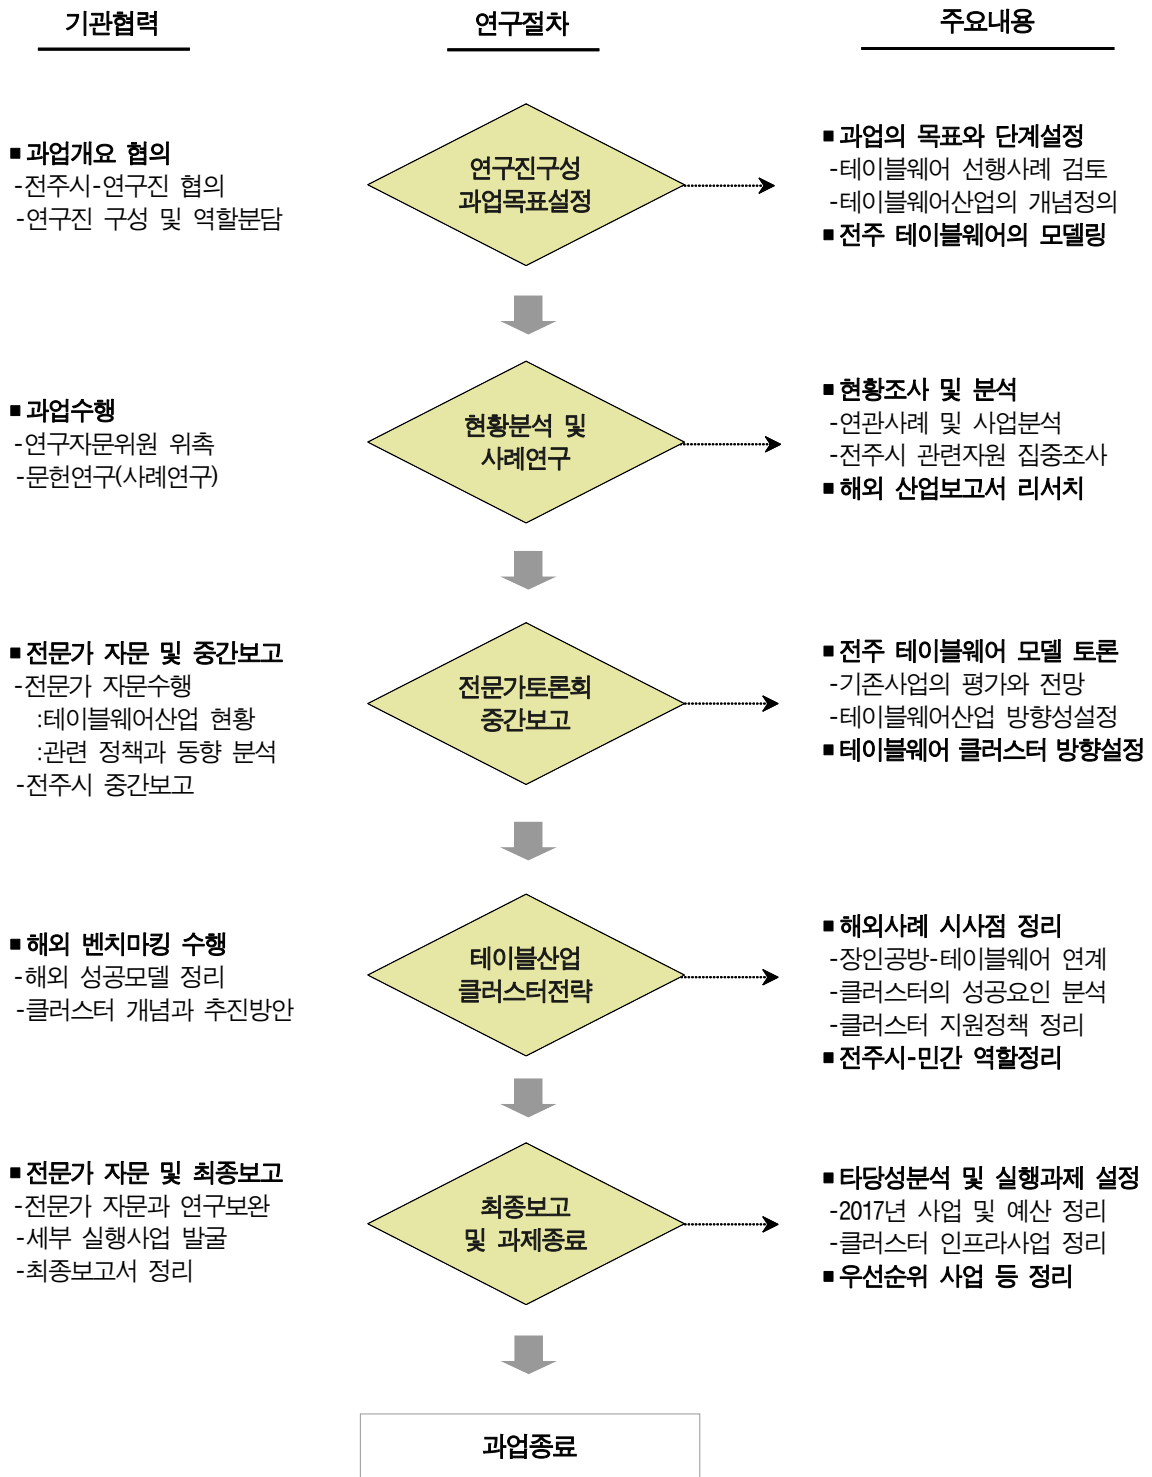 기관협력
연구절차
주요내용
■ 과업개요 협의
-전주시-연구진 협의
-연구진 구성 및 역할분담
연구진구성
과업목표설정
■ 과업의 목표와 단계설정
-테이블웨어 선행사례 검토
-테이블웨어산업의 개념정의
■ 전주 테이블웨어의 모델링
■ 과업수행
-연구자문위원 위촉
-문헌연구(사례연구)
현황분석 및
사례연구
■ 현황조사 및 분석
-연관사례 및 사업분석
-전주시 관련자원 집중조사
■ 해외 산업보고서 리서치
■ 전문가 자문 및 중간보고
-전문가 자문수행
:테이블웨어산업 현황
:관련 정책과 동향 분석
-전주시 중간보고
전문가토론회
중간보고
■ 전주 테이블웨어 모델 토론
-기존사업의 평가와 전망
-테이블웨어산업 방향성설정
■ 테이블웨어 클러스터 방향설정
■ 해외 벤치마킹 수행
-해외 성공모델 정리
-클러스터 개념과 추진방안
테이블산업
클러스터전략
■ 해외사례 시사점 정리
-장인공방-테이블웨어 연계
-클러스터의 성공요인 분석
-클러스터 지원정책 정리
■ 전주시-민간 역할정리
■ 전문가 자문 및 최종보고
-전문가 자문과 연구보완
-세부 실행사업 발굴
-최종보고서 정리
최종보고
및 과제종료
■ 타당성분석 및 실행과제 설정
-2017년 사업 및 예산 정리
-클러스터 인프라사업 정리
■ 우선순위 사업 등 정리
과업종료